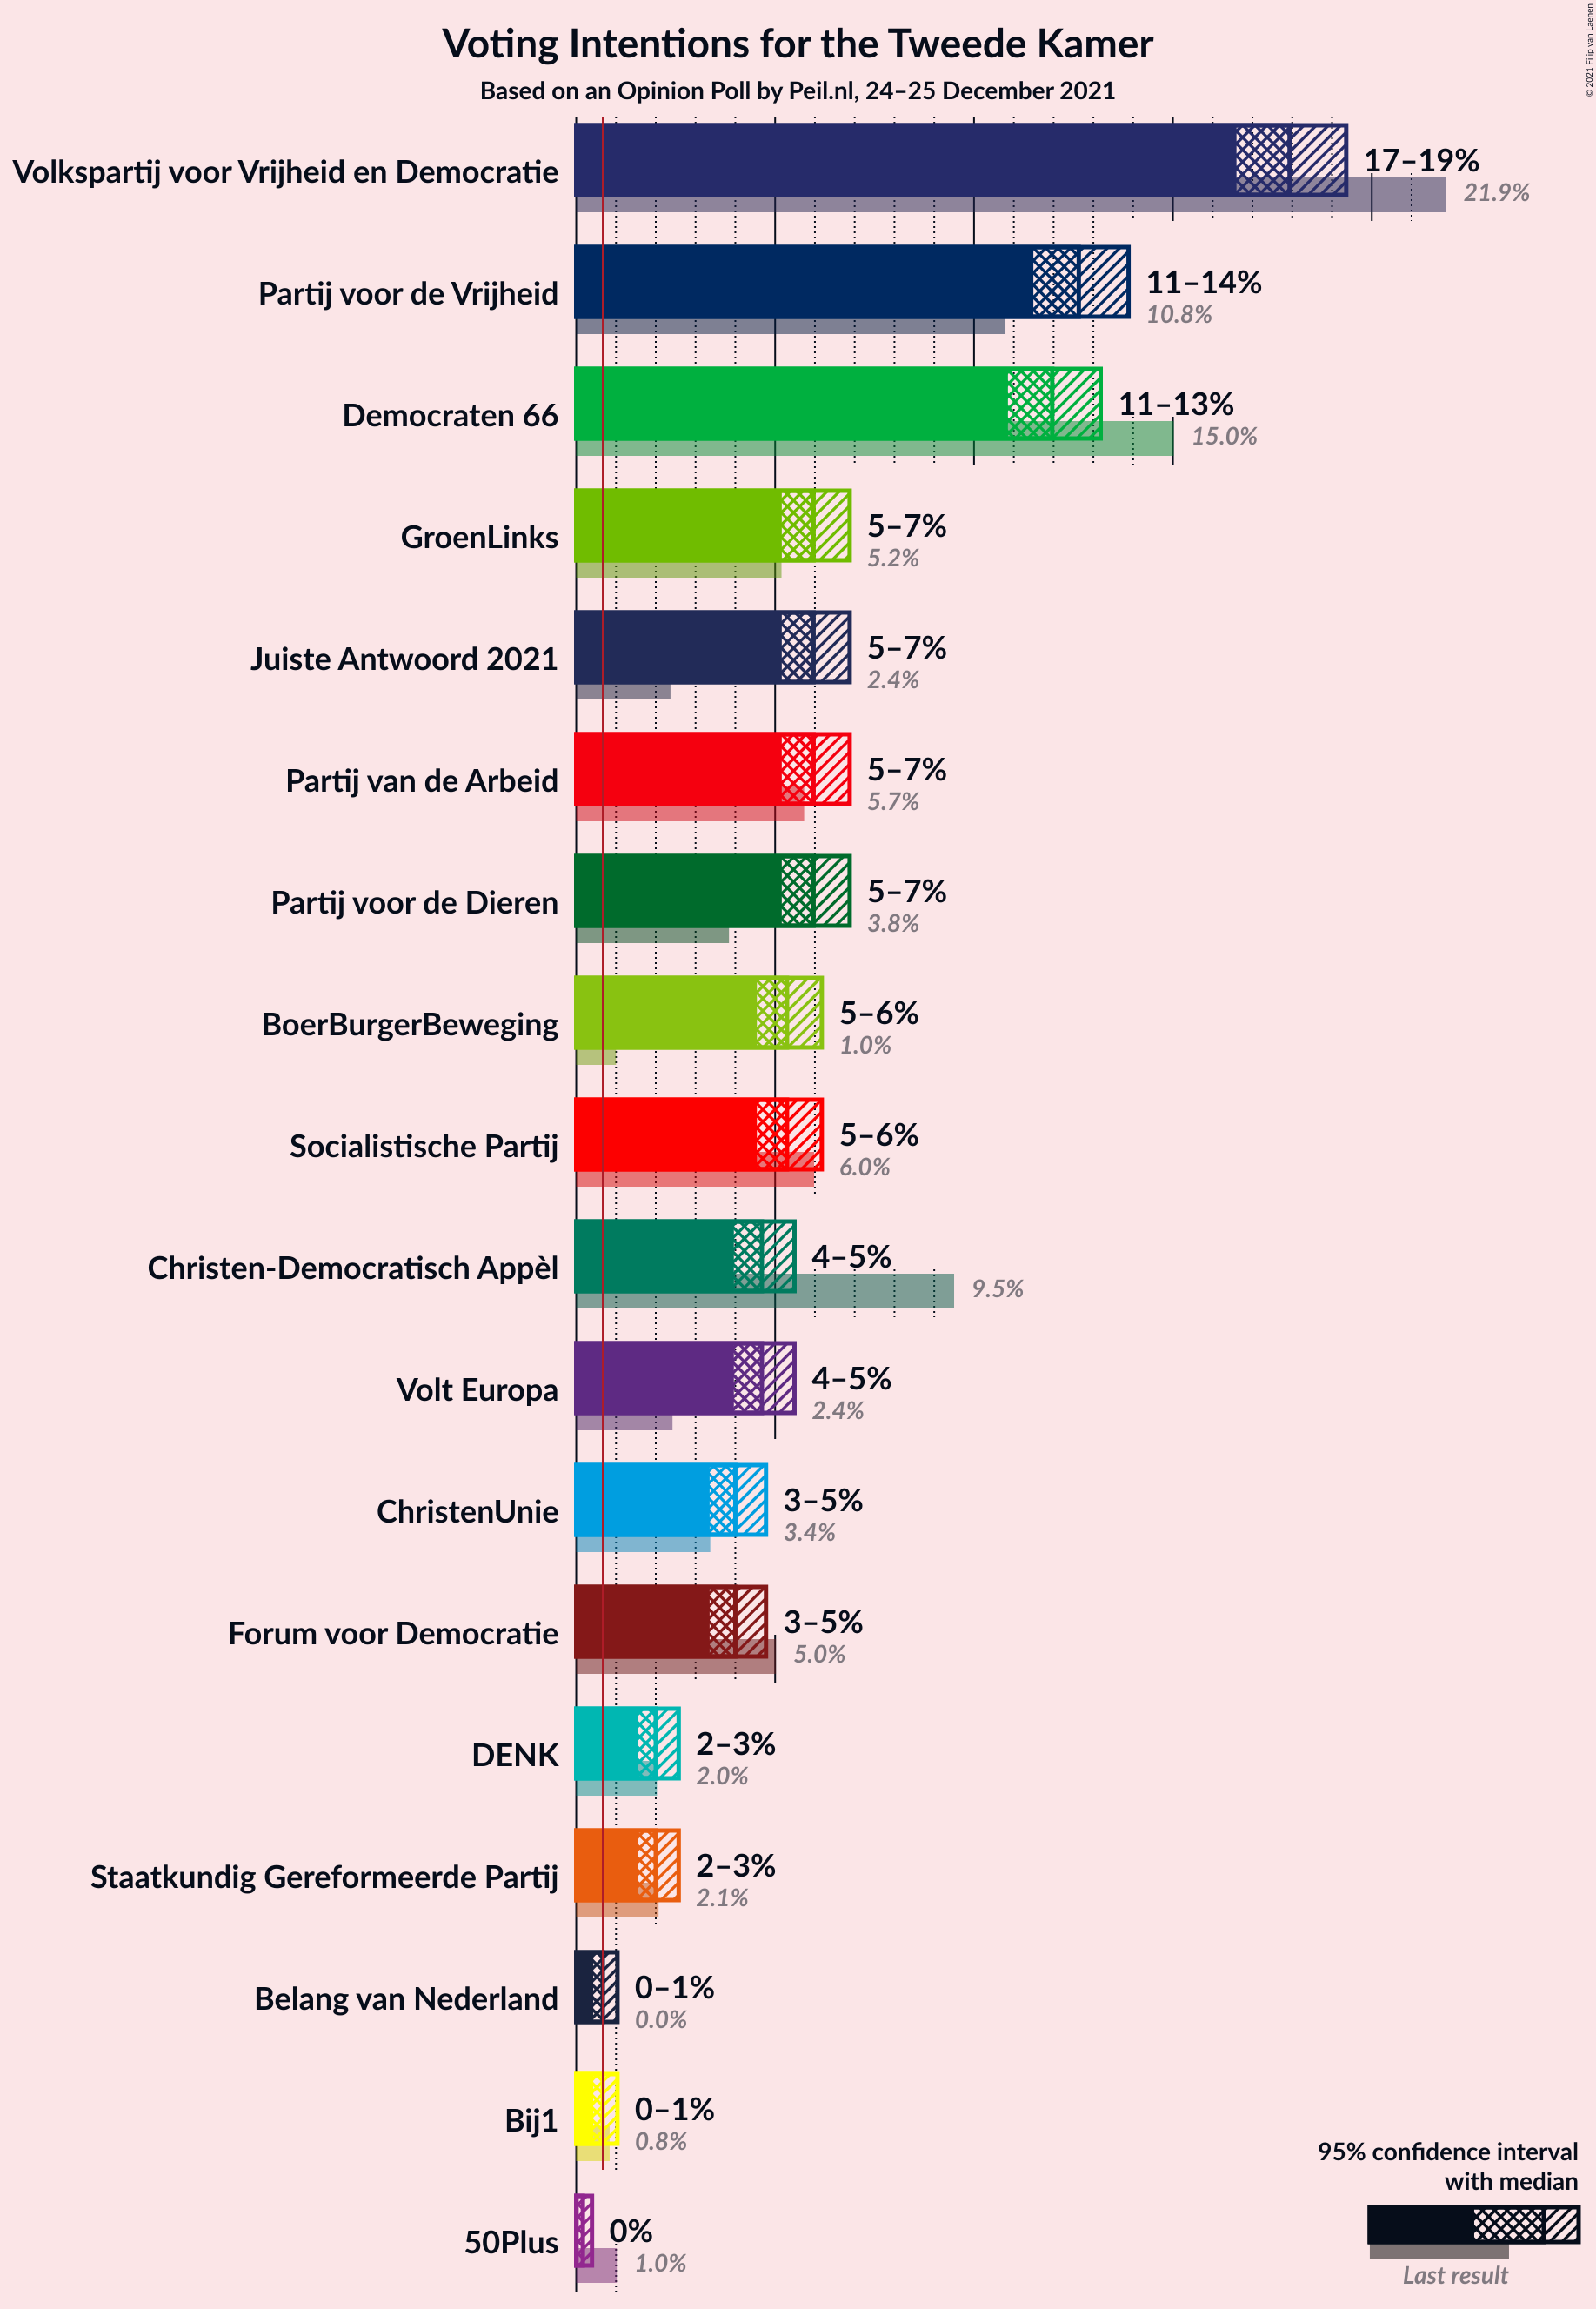 Voting Intentions for the Tweede Kamer
Based on an Opinion Poll by Peil.nl, 24–25 December 2021
© 2021 Filip van Laenen
Volkspartij voor Vrijheid en Democratie
17–19%
21.9%
Partij voor de Vrijheid
11–14%
10.8%
Democraten 66
11–13%
15.0%
GroenLinks
5–7%
5.2%
Juiste Antwoord 2021
5–7%
2.4%
Partij van de Arbeid
5–7%
5.7%
Partij voor de Dieren
5–7%
3.8%
BoerBurgerBeweging
5–6%
1.0%
Socialistische Partij
5–6%
6.0%
Christen-Democratisch Appèl
4–5%
9.5%
Volt Europa
4–5%
2.4%
ChristenUnie
3–5%
3.4%
Forum voor Democratie
3–5%
5.0%
DENK
2–3%
2.0%
Staatkundig Gereformeerde Partij
2–3%
2.1%
Belang van Nederland
0–1%
0.0%
Bij1
0–1%
0.8%
50Plus
0%
1.0%
95% confidence interval
with median
Last result